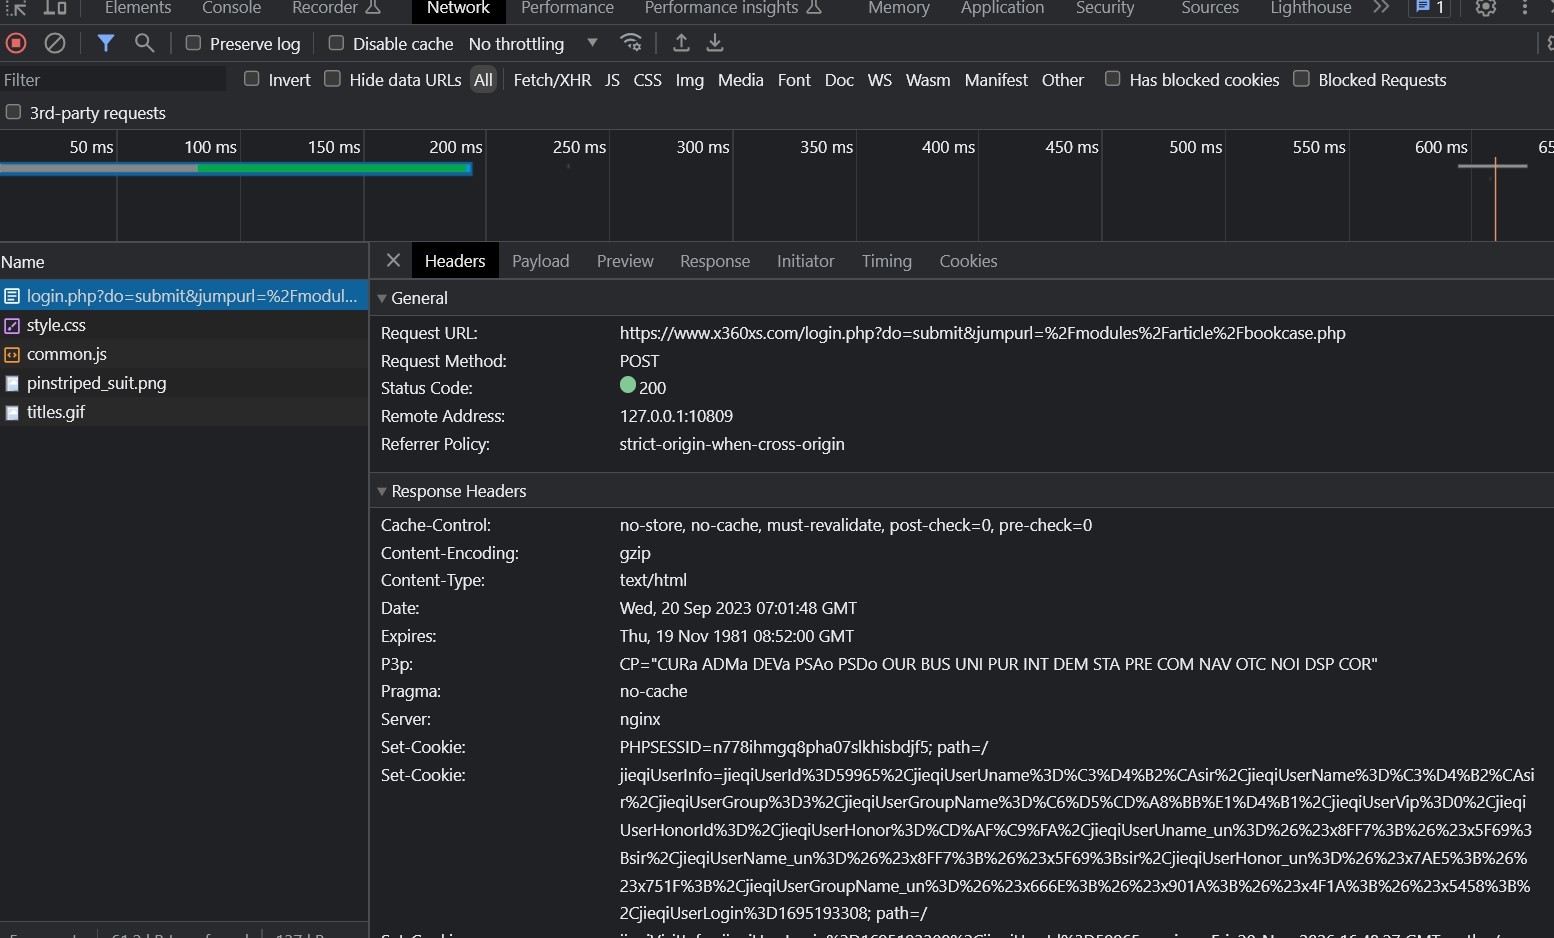 Elements Console Recorder Network Performance Performance insights Memory Application Security Sources Lighthouse 1
Preserve log Disable cache No throttling
Filter Invert Hide data URLs All Fetch/XHR JS CSS Img Media Font Doc WS Wasm Manifest Other Has blocked cookies Blocked Requests
3rd-party requests
50 ms 100 ms 150 ms 200 ms 250 ms 300 ms 350 ms 400 ms 450 ms 500 ms 550 ms 600 ms 65
Name
login.php?do=submit&jumpurl=%2Fmodul...
style.css
common.js
pinstriped_suit.png
titles.gif
Headers Payload Preview Response Initiator Timing Cookies
General
Request URL: https://www.x360xs.com/login.php?do=submit&jumpurl=%2Fmodules%2Farticle%2Fbookcase.php
Request Method: POST
Status Code: 200
Remote Address: 127.0.0.1:10809
Referrer Policy: strict-origin-when-cross-origin
Response Headers
Cache-Control: no-store, no-cache, must-revalidate, post-check=0, pre-check=0
Content-Encoding: gzip
Content-Type: text/html
Date: Wed, 20 Sep 2023 07:01:48 GMT
Expires: Thu, 19 Nov 1981 08:52:00 GMT
P3p: CP="CURa ADMa DEVa PSAo PSDo OUR BUS UNI PUR INT DEM STA PRE COM NAV OTC NOI DSP COR"
Pragma: no-cache
Server: nginx
Set-Cookie: PHPSESSID=n778ihmgq8pha07slkhisbdjf5; path=/
Set-Cookie: jieqiUserInfo=jieqiUserId%3D59965%2CjieqiUserUname%3D%C3%D4%B2%CAsir%2CjieqiUserName%3D%C3%D4%B2%CAsi
r%2CjieqiUserGroup%3D3%2CjieqiUserGroupName%3D%C6%D5%CD%A8%BB%E1%D4%B1%2CjieqiUserVip%3D0%2Cjieqi
UserHonorId%3D%2CjieqiUserHonor%3D%CD%AF%C9%FA%2CjieqiUserUname_un%3D%26%23x8FF7%3B%26%23x5F69%3
Bsir%2CjieqiUserName_un%3D%26%23x8FF7%3B%26%23x5F69%3Bsir%2CjieqiUserHonor_un%3D%26%23x7AE5%3B%26%
23x751F%3B%2CjieqiUserGroupName_un%3D%26%23x666E%3B%26%23x901A%3B%26%23x4F1A%3B%26%23x5458%3B%
2CjieqiUserLogin%3D1695193308; path=/